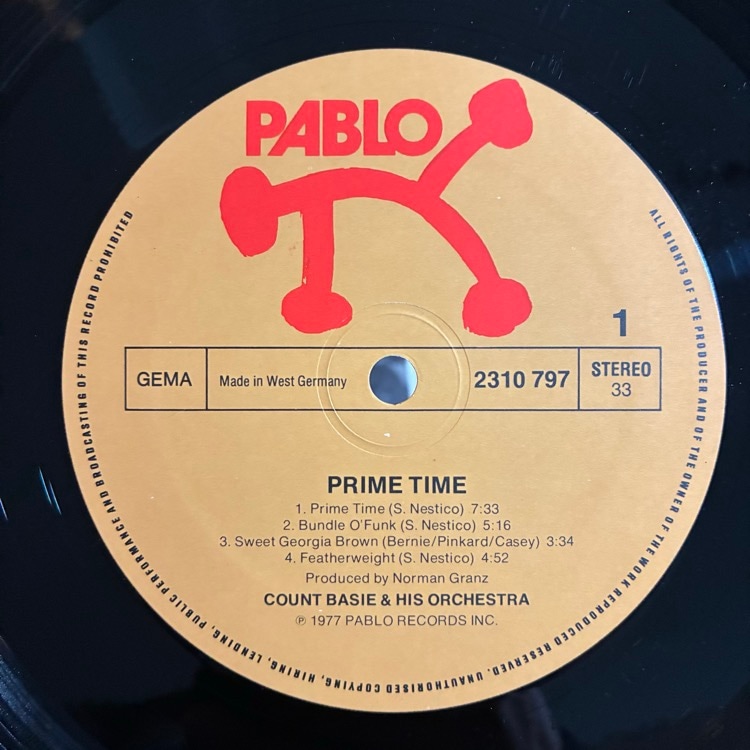 PABLO
1
GEMA
Made in West Germany
2310 797
STEREO
33
PRIME TIME
1. Prime Time (S. Nestico) 7:33
2. Bundle O'Funk (S. Nestico) 5:16
3. Sweet Georgia Brown (Bernie/Pinkard/Casey) 3:34
4. Featherweight (S. Nestico) 4:52
Produced by Norman Granz
COUNT BASIE & HIS ORCHESTRA
℗ 1977 PABLO RECORDS INC.
ALL RIGHTS OF THE PRODUCER AND OF THE OWNER OF THE WORK REPRODUCED RESERVED. UNAUTHORISED COPYING, HIRING, LENDING, PUBLIC PERFORMANCE AND BROADCASTING OF THIS RECORD PROHIBITED